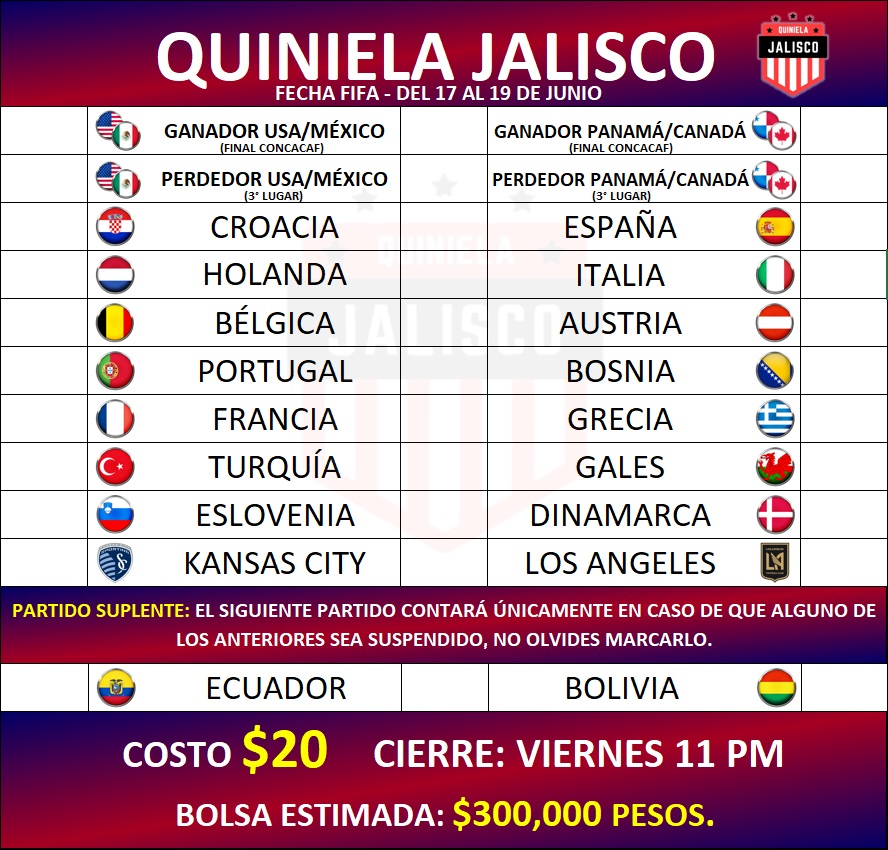 QUINIELA JALISCO
QUINIELA
JALISCO
FECHA FIFA - DEL 17 AL 19 DE JUNIO
GANADOR USA/MÉXICO GANADOR PANAMÁ/CANADÁ
(FINAL CONCACAF) (FINAL CONCACAF)
PERDEDOR USA/MÉXICO PERDEDOR PANAMÁ/CANADÁ
(3° LUGAR) (3° LUGAR)
CROACIA ESPAÑA
QUINIELA
HOLANDA ITALIA
BÉLGICA AUSTRIA
JALISCO
PORTUGAL BOSNIA
FRANCIA GRECIA
TURQUÍA GALES
ESLOVENIA DINAMARCA
KANSAS CITY LOS ANGELES
PARTIDO SUPLENTE: EL SIGUIENTE PARTIDO CONTARÁ ÚNICAMENTE EN CASO DE QUE ALGUNO DE
LOS ANTERIORES SEA SUSPENDIDO, NO OLVIDES MARCARLO.
ECUADOR BOLIVIA
COSTO $20 CIERRE: VIERNES 11 PM
BOLSA ESTIMADA: $300,000 PESOS.